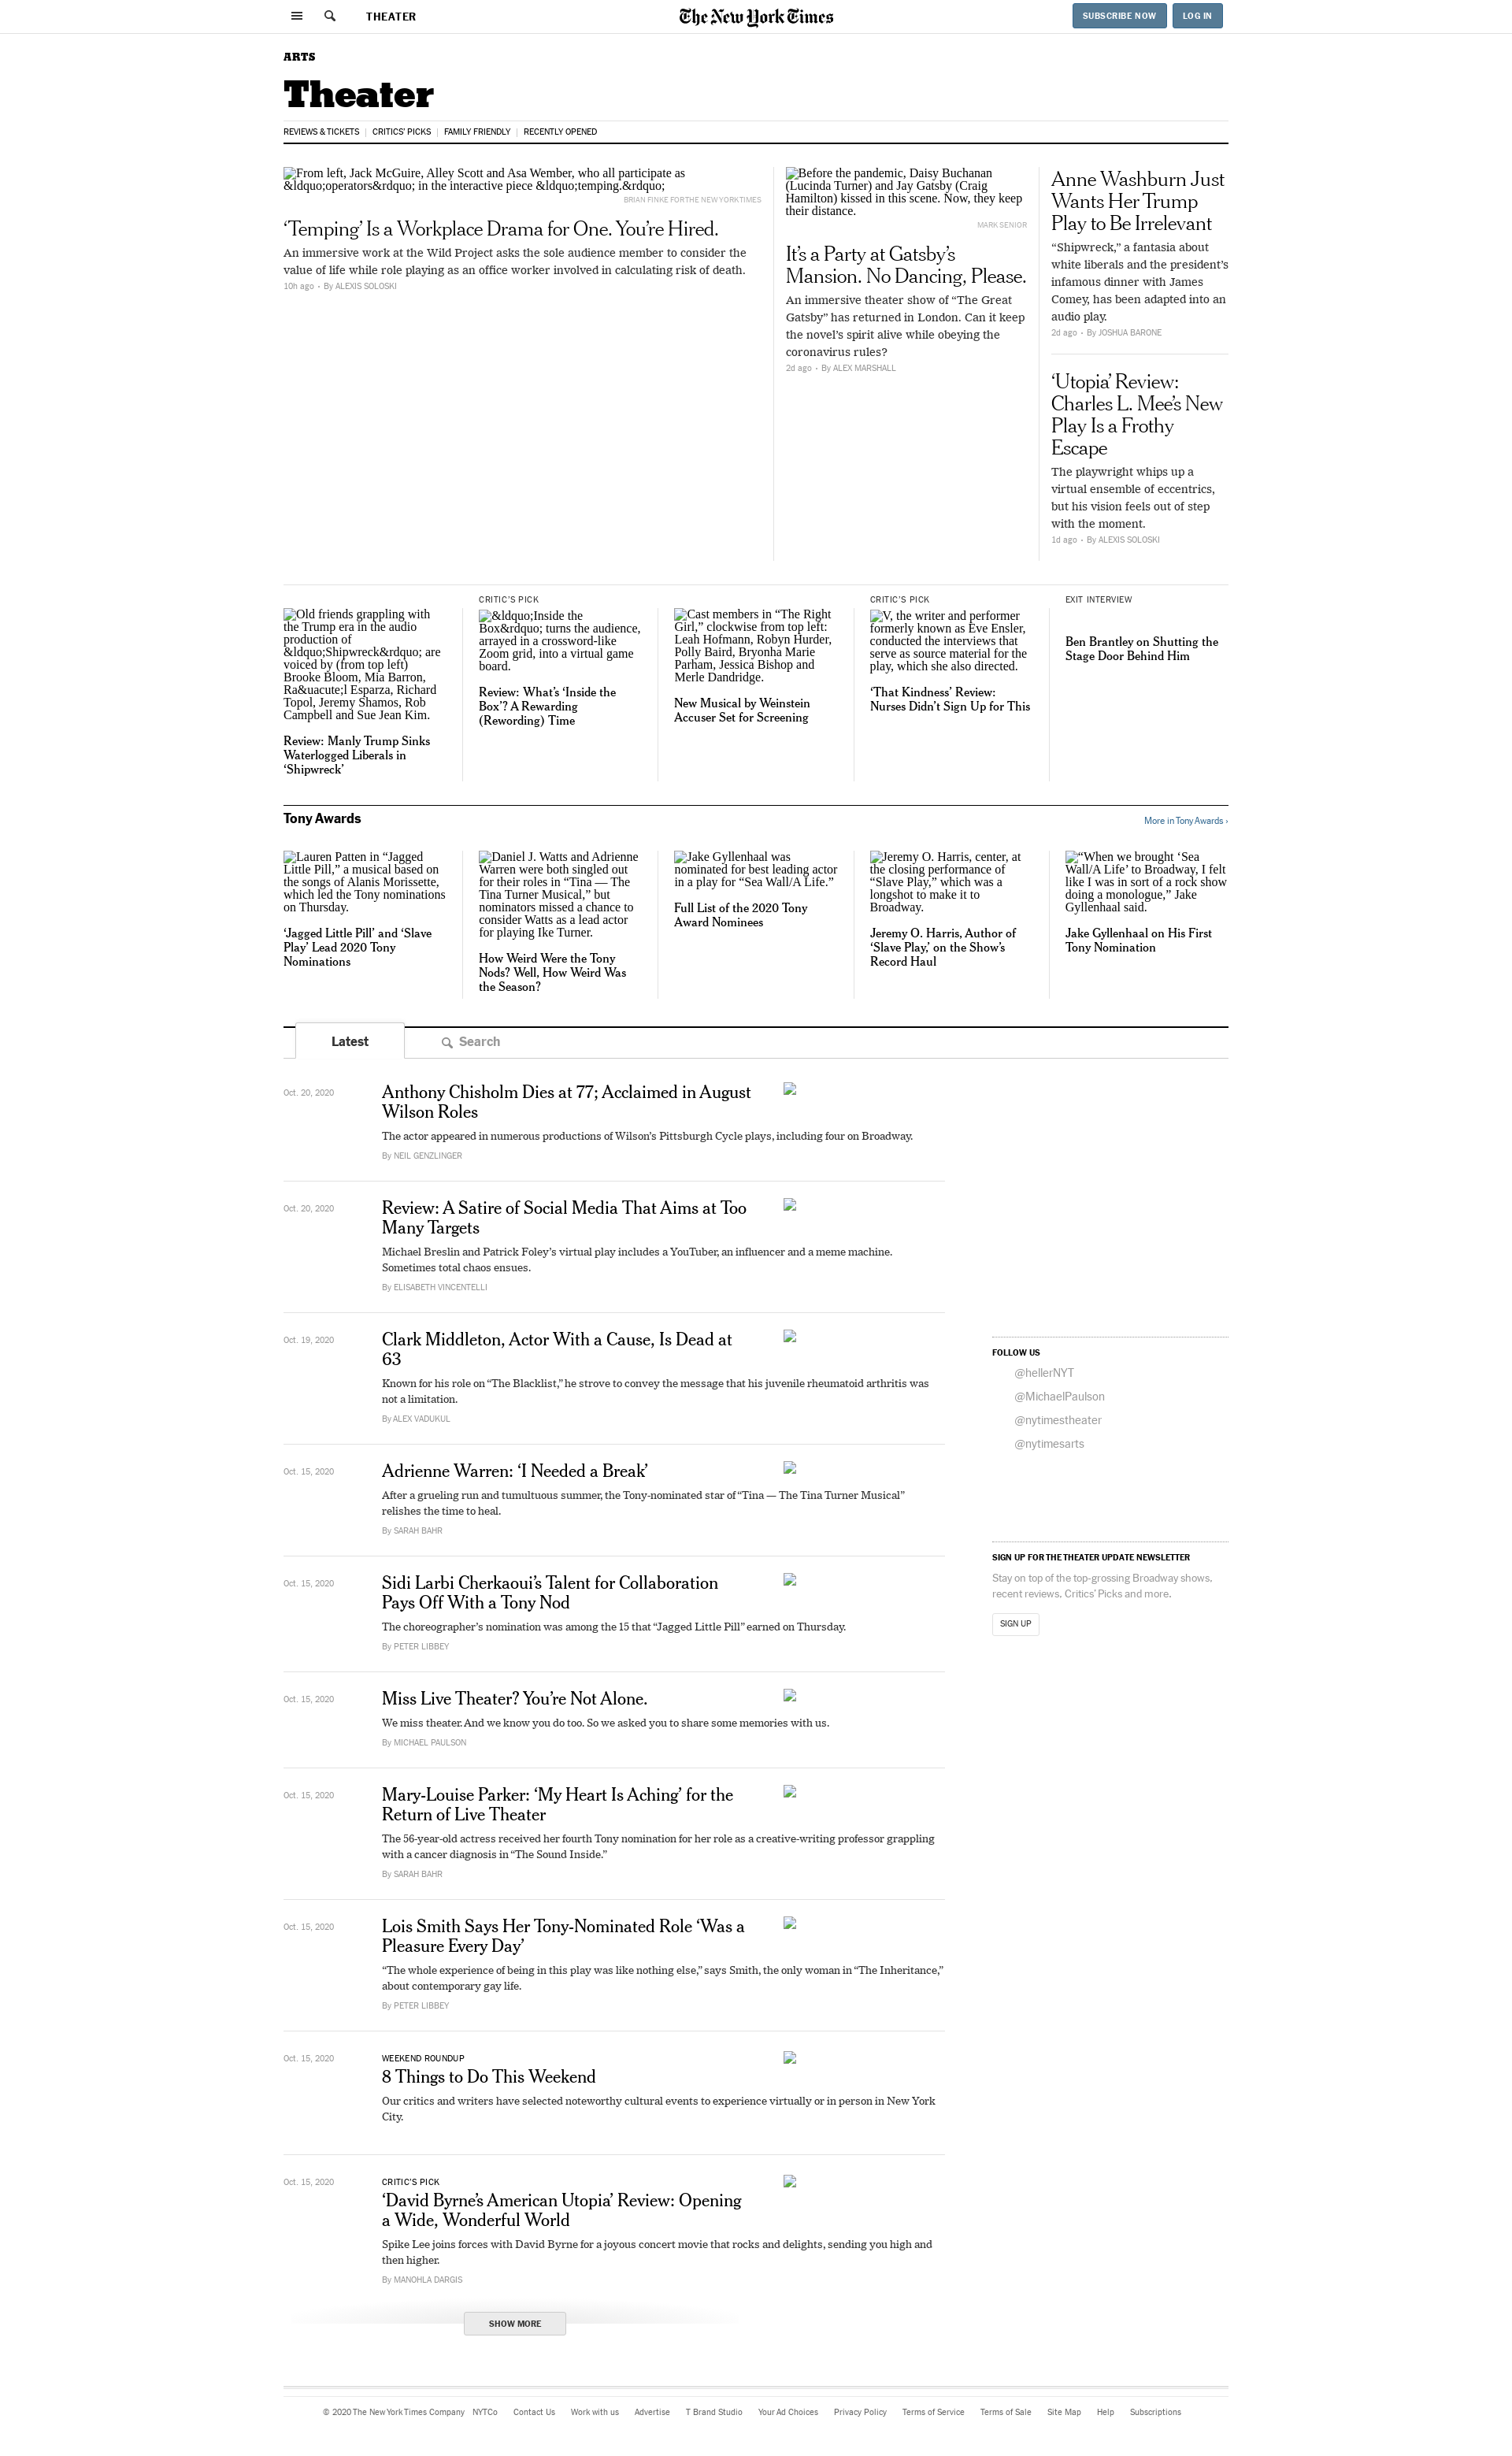 THEATER
The New York Times
SUBSCRIBE NOW
LOG IN
ARTS
Theater
REVIEWS & TICKETS
CRITICS' PICKS
FAMILY FRIENDLY
RECENTLY OPENED
From left, Jack McGuire, Alley Scott and Asa Wember, who all participate as
&ldquo;operators&rdquo; in the interactive piece &ldquo;temping.&rdquo;
BRIAN FINKE FOR THE NEW YORK TIMES
‘Temping’ Is a Workplace Drama for One. You’re Hired.
An immersive work at the Wild Project asks the sole audience member to consider the
value of life while role playing as an office worker involved in calculating risk of death.
10h ago • By ALEXIS SOLOSKI
Before the pandemic, Daisy Buchanan
(Lucinda Turner) and Jay Gatsby (Craig
Hamilton) kissed in this scene. Now, they keep
their distance.
MARK SENIOR
It’s a Party at Gatsby’s
Mansion. No Dancing, Please.
An immersive theater show of “The Great
Gatsby” has returned in London. Can it keep
the novel’s spirit alive while obeying the
coronavirus rules?
2d ago • By ALEX MARSHALL
Anne Washburn Just
Wants Her Trump
Play to Be Irrelevant
“Shipwreck,” a fantasia about
white liberals and the president’s
infamous dinner with James
Comey, has been adapted into an
audio play.
2d ago • By JOSHUA BARONE
‘Utopia’ Review:
Charles L. Mee’s New
Play Is a Frothy
Escape
The playwright whips up a
virtual ensemble of eccentrics,
but his vision feels out of step
with the moment.
1d ago • By ALEXIS SOLOSKI
Old friends grappling with
the Trump era in the audio
production of
&ldquo;Shipwreck&rdquo; are
voiced by (from top left)
Brooke Bloom, Mia Barron,
Ra&uacute;l Esparza, Richard
Topol, Jeremy Shamos, Rob
Campbell and Sue Jean Kim.
Review: Manly Trump Sinks
Waterlogged Liberals in
‘Shipwreck’
CRITIC’S PICK
&ldquo;Inside the
Box&rdquo; turns the audience,
arrayed in a crossword-like
Zoom grid, into a virtual game
board.
Review: What’s ‘Inside the
Box’? A Rewarding
(Rewording) Time
Cast members in “The Right
Girl,” clockwise from top left:
Leah Hofmann, Robyn Hurder,
Polly Baird, Bryonha Marie
Parham, Jessica Bishop and
Merle Dandridge.
New Musical by Weinstein
Accuser Set for Screening
CRITIC’S PICK
V, the writer and performer
formerly known as Eve Ensler,
conducted the interviews that
serve as source material for the
play, which she also directed.
‘That Kindness’ Review:
Nurses Didn’t Sign Up for This
EXIT INTERVIEW
Ben Brantley on Shutting the
Stage Door Behind Him
Tony Awards
More in Tony Awards ›
Lauren Patten in “Jagged
Little Pill,” a musical based on
the songs of Alanis Morissette,
which led the Tony nominations
on Thursday.
‘Jagged Little Pill’ and ‘Slave
Play’ Lead 2020 Tony
Nominations
Daniel J. Watts and Adrienne
Warren were both singled out
for their roles in “Tina — The
Tina Turner Musical,” but
nominators missed a chance to
consider Watts as a lead actor
for playing Ike Turner.
How Weird Were the Tony
Nods? Well, How Weird Was
the Season?
Jake Gyllenhaal was
nominated for best leading actor
in a play for “Sea Wall/A Life.”
Full List of the 2020 Tony
Award Nominees
Jeremy O. Harris, center, at
the closing performance of
“Slave Play,” which was a
longshot to make it to
Broadway.
Jeremy O. Harris, Author of
‘Slave Play,’ on the Show’s
Record Haul
“When we brought ‘Sea
Wall/A Life’ to Broadway, I felt
like I was in sort of a rock show
doing a monologue,” Jake
Gyllenhaal said.
Jake Gyllenhaal on His First
Tony Nomination
Latest
Search
Oct. 20, 2020
Anthony Chisholm Dies at 77; Acclaimed in August
Wilson Roles
The actor appeared in numerous productions of Wilson’s Pittsburgh Cycle plays, including four on Broadway.
By NEIL GENZLINGER
Oct. 20, 2020
Review: A Satire of Social Media That Aims at Too
Many Targets
Michael Breslin and Patrick Foley’s virtual play includes a YouTuber, an influencer and a meme machine.
Sometimes total chaos ensues.
By ELISABETH VINCENTELLI
Oct. 19, 2020
Clark Middleton, Actor With a Cause, Is Dead at
63
Known for his role on “The Blacklist,” he strove to convey the message that his juvenile rheumatoid arthritis was
not a limitation.
By ALEX VADUKUL
Oct. 15, 2020
Adrienne Warren: ‘I Needed a Break’
After a grueling run and tumultuous summer, the Tony-nominated star of “Tina — The Tina Turner Musical”
relishes the time to heal.
By SARAH BAHR
Oct. 15, 2020
Sidi Larbi Cherkaoui’s Talent for Collaboration
Pays Off With a Tony Nod
The choreographer’s nomination was among the 15 that “Jagged Little Pill” earned on Thursday.
By PETER LIBBEY
Oct. 15, 2020
Miss Live Theater? You’re Not Alone.
We miss theater. And we know you do too. So we asked you to share some memories with us.
By MICHAEL PAULSON
Oct. 15, 2020
Mary-Louise Parker: ‘My Heart Is Aching’ for the
Return of Live Theater
The 56-year-old actress received her fourth Tony nomination for her role as a creative-writing professor grappling
with a cancer diagnosis in “The Sound Inside.”
By SARAH BAHR
Oct. 15, 2020
Lois Smith Says Her Tony-Nominated Role ‘Was a
Pleasure Every Day’
“The whole experience of being in this play was like nothing else,” says Smith, the only woman in “The Inheritance,”
about contemporary gay life.
By PETER LIBBEY
Oct. 15, 2020
WEEKEND ROUNDUP
8 Things to Do This Weekend
Our critics and writers have selected noteworthy cultural events to experience virtually or in person in New York
City.
Oct. 15, 2020
CRITIC’S PICK
‘David Byrne’s American Utopia’ Review: Opening
a Wide, Wonderful World
Spike Lee joins forces with David Byrne for a joyous concert movie that rocks and delights, sending you high and
then higher.
By MANOHLA DARGIS
SHOW MORE
FOLLOW US
@hellerNYT
@MichaelPaulson
@nytimestheater
@nytimesarts
SIGN UP FOR THE THEATER UPDATE NEWSLETTER
Stay on top of the top-grossing Broadway shows,
recent reviews, Critics’ Picks and more.
SIGN UP
© 2020 The New York Times Company NYTCo Contact Us Work with us Advertise T Brand Studio Your Ad Choices Privacy Policy Terms of Service Terms of Sale Site Map Help Subscriptions